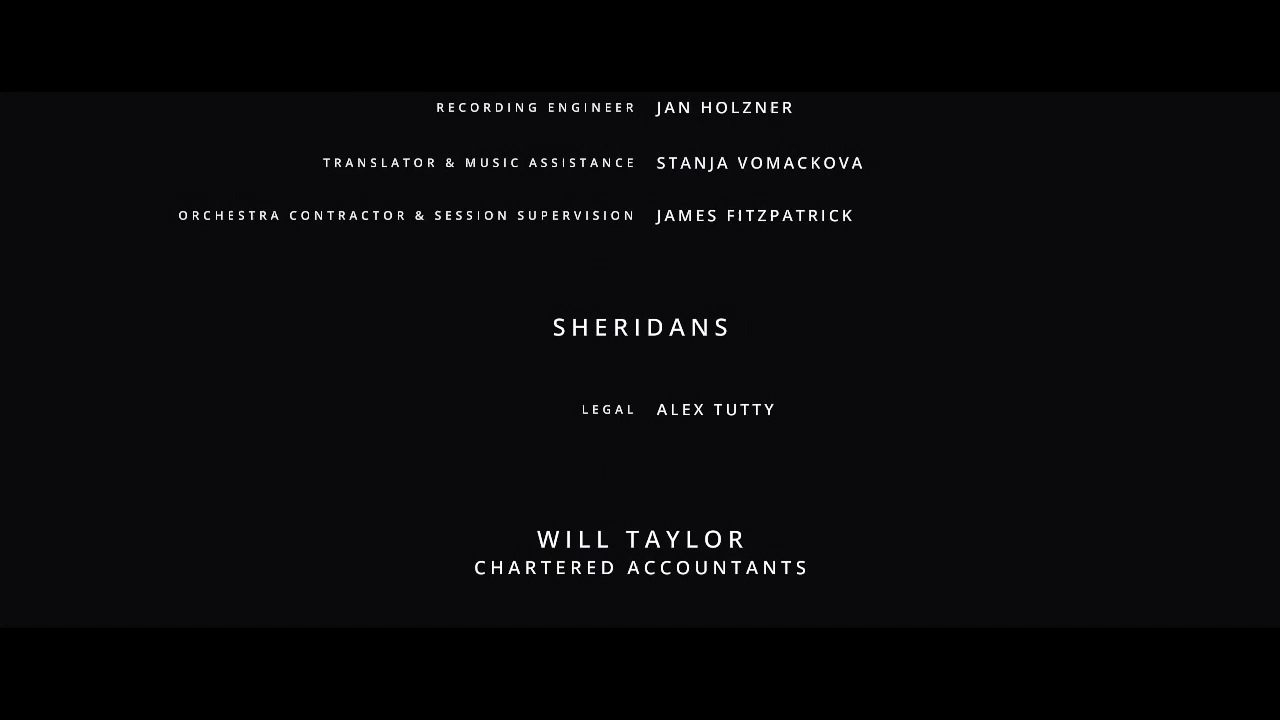 RECORDING ENGINEER JAN HOLZNER
TRANSLATOR & MUSIC ASSISTANCE STANJA VOMACKOVA
ORCHESTRA CONTRACTOR & SESSION SUPERVISION JAMES FITZPATRICK
SHERIDANS
LEGAL ALEX TUTTY
WILL TAYLOR
CHARTERED ACCOUNTANTS